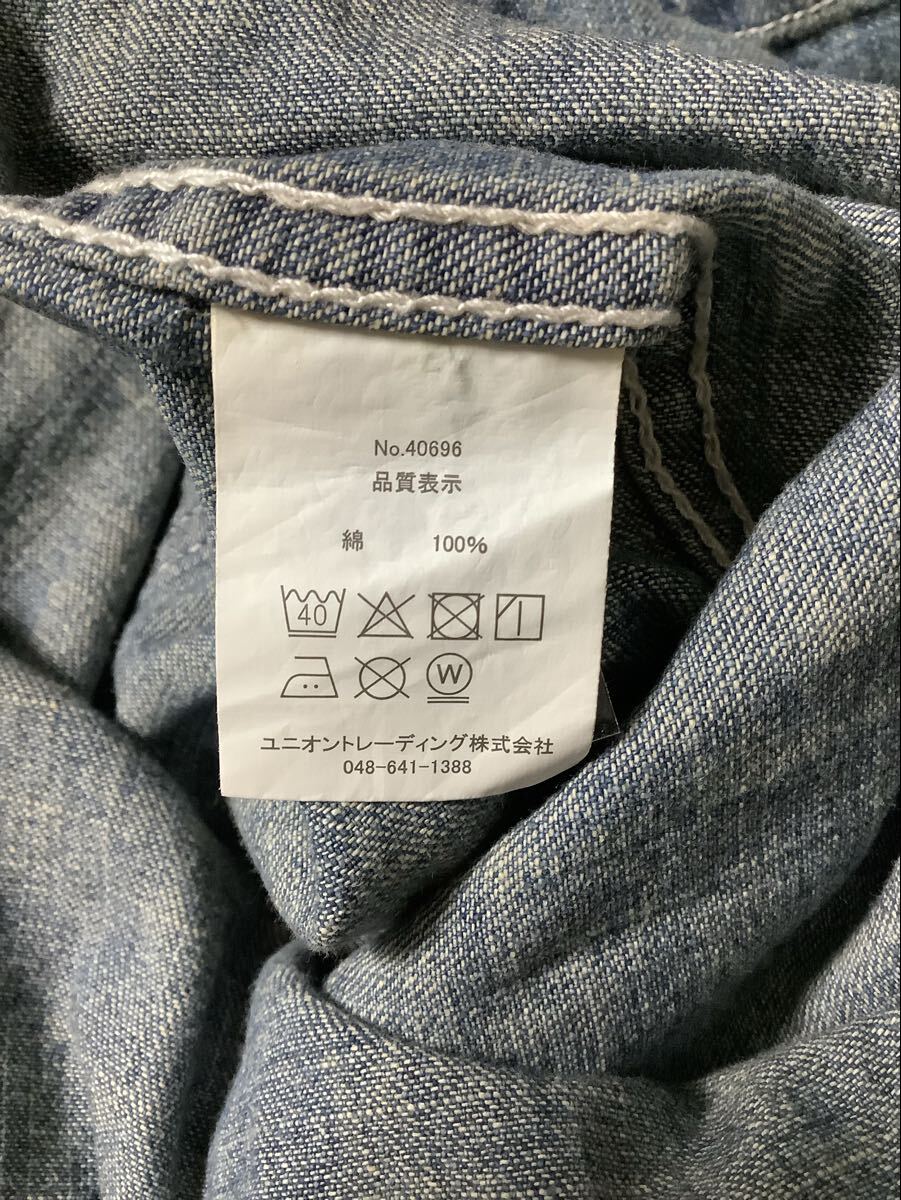 No.40696
品質表示
綿 100%
40
W
ユニオントレーディング株式会社
048-641-1388